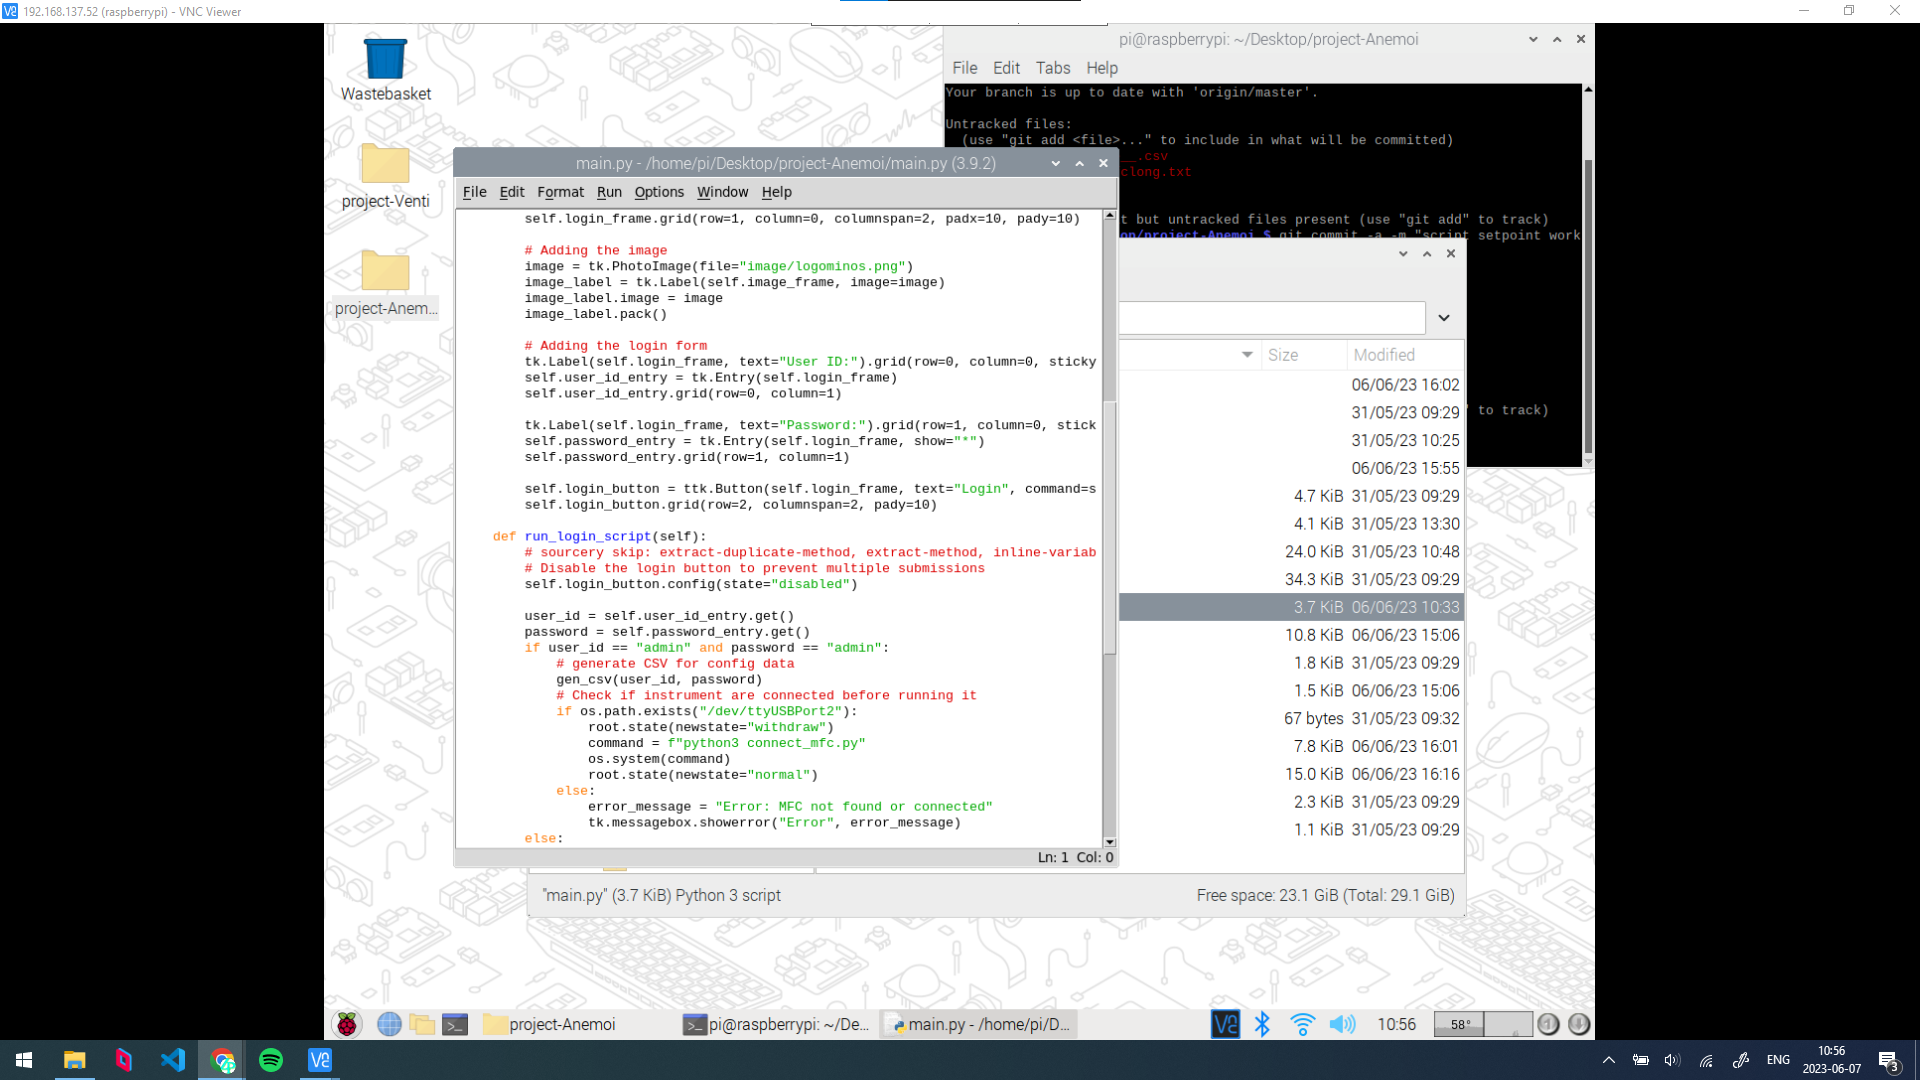 192.168.137.52 (raspberrypi) - VNC Viewer
Wastebasket
project-Venti
project-Anem...
pi@raspberrypi: ~/Desktop/project-Anemoi
File Edit Tabs Help
Your branch is up to date with 'origin/master'.
Untracked files:
(use "git add <file>..." to include in what will be committed)
__.csv
clong.txt
t but untracked files present (use "git add" to track)
op/project-Anemoi $ git commit -a -m "script setpoint work
' to track)
main.py - /home/pi/Desktop/project-Anemoi/main.py (3.9.2)
File Edit Format Run Options Window Help
self.login_frame.grid(row=1, column=0, columnspan=2, padx=10, pady=10)
# Adding the image
image = tk.PhotoImage(file="image/logominos.png")
image_label = tk.Label(self.image_frame, image=image)
image_label.image = image
image_label.pack()
# Adding the login form
tk.Label(self.login_frame, text="User ID:").grid(row=0, column=0, sticky
self.user_id_entry = tk.Entry(self.login_frame)
self.user_id_entry.grid(row=0, column=1)
tk.Label(self.login_frame, text="Password:").grid(row=1, column=0, stick
self.password_entry = tk.Entry(self.login_frame, show="*")
self.password_entry.grid(row=1, column=1)
self.login_button = ttk.Button(self.login_frame, text="Login", command=s
self.login_button.grid(row=2, columnspan=2, pady=10)
def run_login_script(self):
# sourcery skip: extract-duplicate-method, extract-method, inline-variab
# Disable the login button to prevent multiple submissions
self.login_button.config(state="disabled")
user_id = self.user_id_entry.get()
password = self.password_entry.get()
if user_id == "admin" and password == "admin":
# generate CSV for config data
gen_csv(user_id, password)
# Check if instrument are connected before running it
if os.path.exists("/dev/ttyUSBPort2"):
root.state(newstate="withdraw")
command = f"python3 connect_mfc.py"
os.system(command)
root.state(newstate="normal")
else:
error_message = "Error: MFC not found or connected"
tk.messagebox.showerror("Error", error_message)
else:
Ln: 1 Col: 0
Size Modified
06/06/23 16:02
31/05/23 09:29
31/05/23 10:25
06/06/23 15:55
4.7 KiB 31/05/23 09:29
4.1 KiB 31/05/23 13:30
24.0 KiB 31/05/23 10:48
34.3 KiB 31/05/23 09:29
3.7 KiB 06/06/23 10:33
10.8 KiB 06/06/23 15:06
1.8 KiB 31/05/23 09:29
1.5 KiB 06/06/23 15:06
67 bytes 31/05/23 09:32
7.8 KiB 06/06/23 16:01
15.0 KiB 06/06/23 16:16
2.3 KiB 31/05/23 09:29
1.1 KiB 31/05/23 09:29
"main.py" (3.7 KiB) Python 3 script
Free space: 23.1 GiB (Total: 29.1 GiB)
project-Anemoi
pi@raspberrypi: ~/De...
main.py - /home/pi/D...
10:56
58°
ENG
10:56
2023-06-07
3